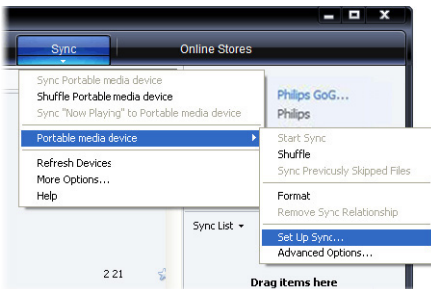 Sync
Online Stores
Sync Portable media device
Shuffle Portable media device
Sync "Now Playing" to Portable media device
Portable media device
Refresh Devices
More Options...
Help
Philips GoG...
Philips
Start Sync
Shuffle
Sync Previously Skipped Files
Format
Remove Sync Relationship
Set Up Sync...
Advanced Options...
Sync List
2 21
Drag items here